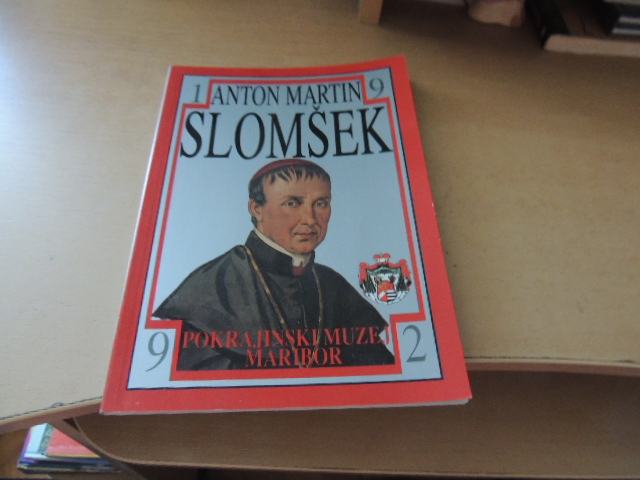 1 9
ANTON MARTIN
SLOMŠEK
POKRAJINSKI MUZEJ
MARIBOR
9 2